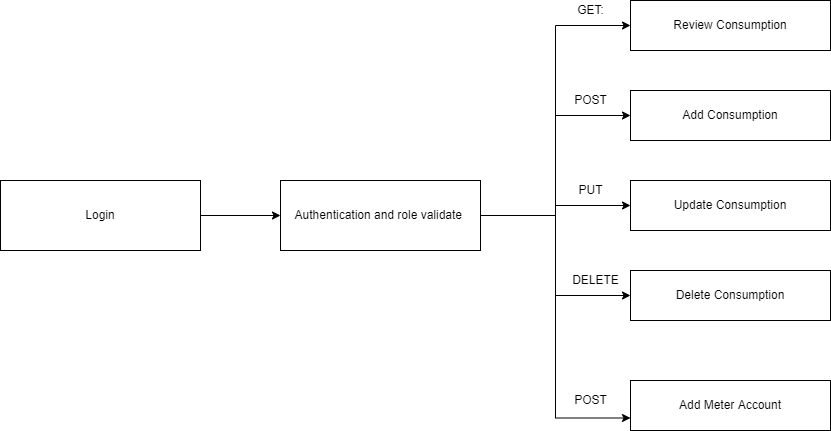 GET:
Review Consumption
POST
Add Consumption
PUT
Update Consumption
Login
Authentication and role validate
DELETE
Delete Consumption
POST
Add Meter Account